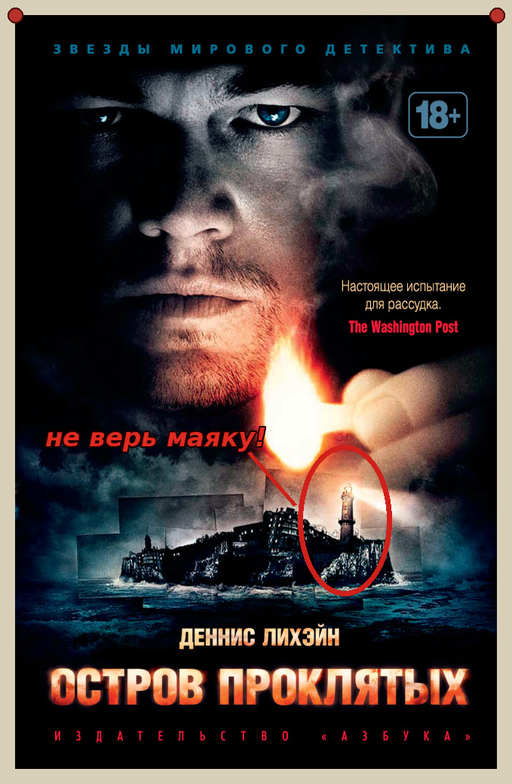 ЗВЕЗДЫ МИРОВОГО ДЕТЕКТИВА
18+
Настоящее испытание
для рассудка.
The Washington Post
не верь маяку!
ДЕННИС ЛИХЭЙН
ОСТРОВ ПРОКЛЯТЫХ
ИЗДАТЕЛЬСТВО «АЗБУКА»